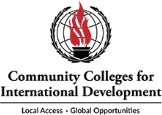 Community Colleges for
International Development
Local Access • Global Opportunities